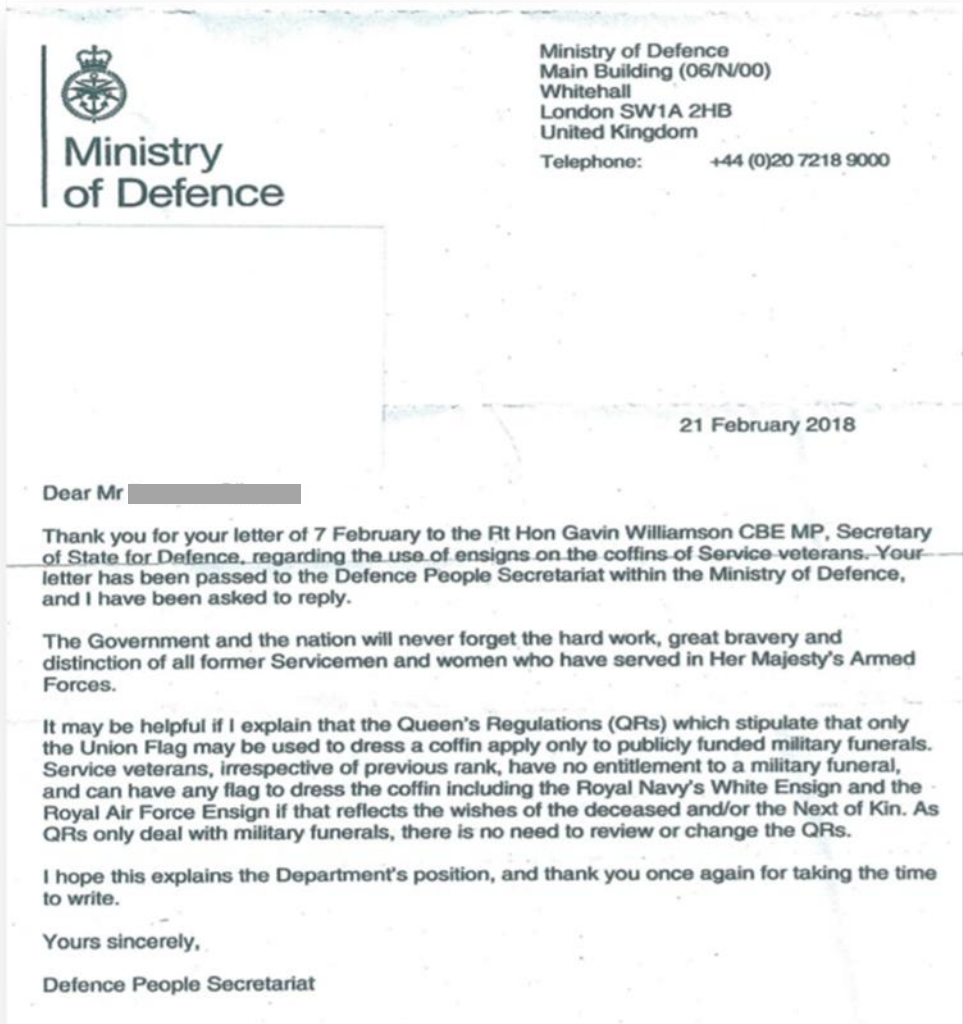 Ministry
of Defence
Ministry of Defence
Main Building (06/N/00)
Whitehall
London SW1A 2HB
United Kingdom
Telephone: +44 (0)20 7218 9000
21 February 2018
Dear Mr
Thank you for your letter of 7 February to the Rt Hon Gavin Williamson CBE MP, Secretary
of State for Defence, regarding the use of ensigns on the coffins of Service veterans. Your
letter has been passed to the Defence People Secretariat within the Ministry of Defence,
and I have been asked to reply.
The Government and the nation will never forget the hard work, great bravery and
distinction of all former Servicemen and women who have served in Her Majesty's Armed
Forces.
It may be helpful if I explain that the Queen's Regulations (QRs) which stipulate that only
the Union Flag may be used to dress a coffin apply only to publicly funded military funerals.
Service veterans, irrespective of previous rank, have no entitlement to a military funeral,
and can have any flag to dress the coffin including the Royal Navy's White Ensign and the
Royal Air Force Ensign if that reflects the wishes of the deceased and/or the Next of Kin. As
QRs only deal with military funerals, there is no need to review or change the QRs.
I hope this explains the Department's position, and thank you once again for taking the time
to write.
Yours sincerely,
Defence People Secretariat